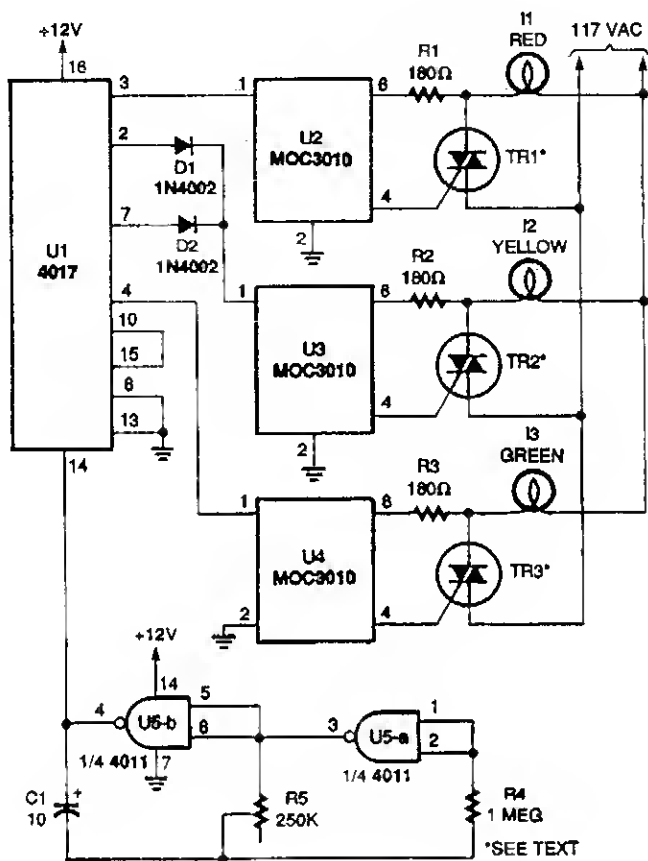 +12V
16
3
2
7
4
10
15
8
13
14
U1
4017
D1
1N4002
D2
1N4002
1
U2
MOC3010
6
4
2
R1
180Ω
I1
RED
117 VAC
TR1*
1
U3
MOC3010
6
4
2
R2
180Ω
I2
YELLOW
TR2*
1
U4
MOC3010
6
4
2
R3
180Ω
I3
GREEN
TR3*
+12V
14
4
U5-b
5
6
7
1/4 4011
3
U5-a
1
2
1/4 4011
C1
10
+
R5
250K
R4
1 MEG
*SEE TEXT